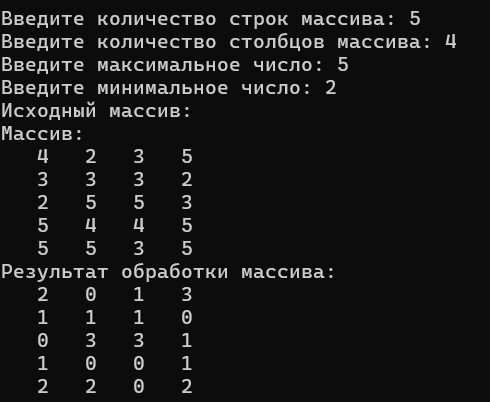 Введите количество строк массива: 5
Введите количество столбцов массива: 4
Введите максимальное число: 5
Введите минимальное число: 2
Исходный массив:
Массив:
4 2 3 5
3 3 3 2
2 5 5 3
5 4 4 5
5 5 3 5
Результат обработки массива:
2 0 1 3
1 1 1 0
0 3 3 1
1 0 0 1
2 2 0 2